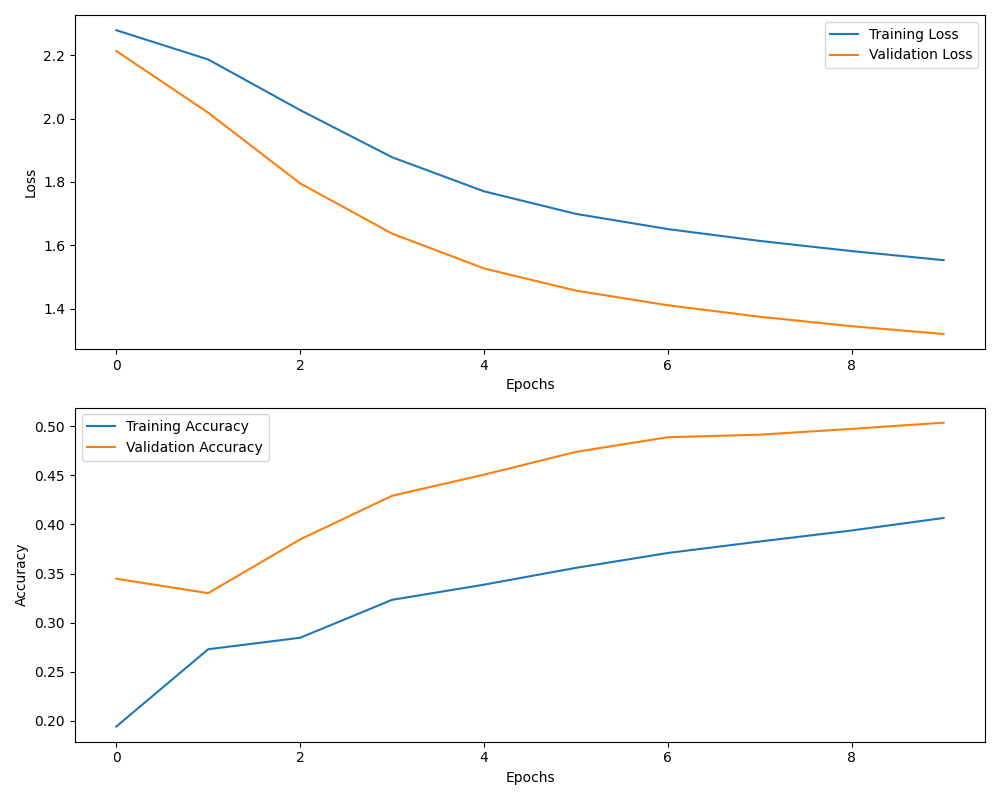 Training Loss
Validation Loss
2.2
2.0
1.8
1.6
1.4
Loss
0 2 4 6 8
Epochs
Training Accuracy
Validation Accuracy
0.50
0.45
0.40
0.35
0.30
0.25
0.20
Accuracy
0 2 4 6 8
Epochs